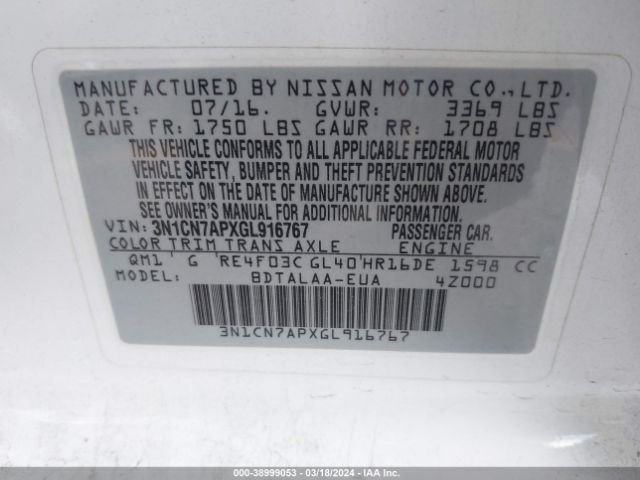 MANUFACTURED BY NISSAN MOTOR CO.,LTD.
DATE: 07/16. GVWR: 3369 LBS
GAWR FR: 1750 LBS GAWR RR: 1708 LBS
THIS VEHICLE CONFORMS TO ALL APPLICABLE FEDERAL MOTOR
VEHICLE SAFETY, BUMPER AND THEFT PREVENTION STANDARDS
IN EFFECT ON THE DATE OF MANUFACTURE SHOWN ABOVE.
SEE OWNER'S MANUAL FOR ADDITIONAL INFORMATION.
VIN: 3N1CN7APXGL916767 PASSENGER CAR.
COLOR TRIM TRANS AXLE ENGINE
QM1 G RE4F03C GL40 HR16DE 1598 CC
MODEL: BDTALAA-EUA 4Z000
3N1CN7APXGL916767
000-38999053 - 03/18/2024 - IAA Inc.